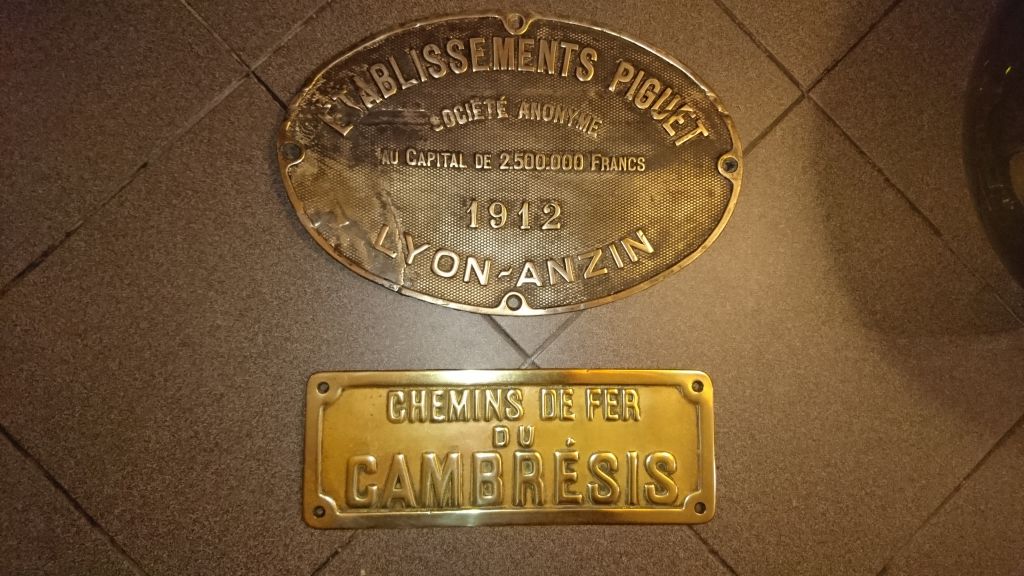 ETABLISSEMENTS PIGUET
SOCIÉTÉ ANONYME
AU CAPITAL DE 2.500.000 FRANCS
1912
LYON-ANZIN
CHEMINS DE FER
DU
CAMBRÉSIS